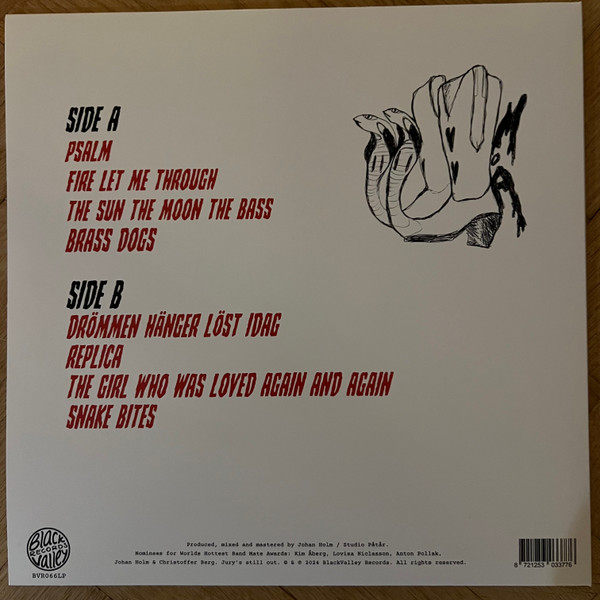 SIDE A
PSALM
FIRE LET ME THROUGH
THE SUN THE MOON THE BASS
BRASS DOGS
SIDE B
DRÖMMEN HÄNGER LÖST IDAG
REPLICA
THE GIRL WHO WAS LOVED AGAIN AND AGAIN
SNAKE BITES
Black
RECORDS
Valley
BVR066LP
Produced, mixed and mastered by Johan Holm / Studio Påtår.
Nominees for Worlds Hottest Band Mate Awards: Kim Åberg, Lovisa Niclasson, Anton Pollak,
Johan Holm & Christoffer Berg. Jury's still out. © & ℗ 2024 BlackValley Records. All rights reserved.
8 721253 033776